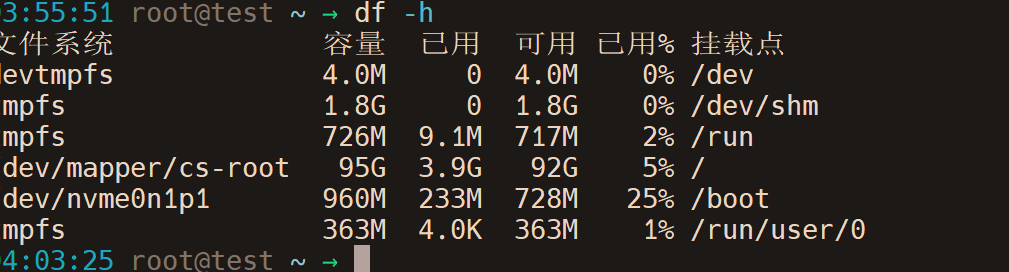 03:55:51 root@test ~ → df -h
文件系统 容量 已用 可用 已用% 挂载点
devtmpfs 4.0M 0 4.0M 0% /dev
mpfs 1.8G 0 1.8G 0% /dev/shm
mpfs 726M 9.1M 717M 2% /run
dev/mapper/cs-root 95G 3.9G 92G 5% /
dev/nvme0n1p1 960M 233M 728M 25% /boot
mpfs 363M 4.0K 363M 1% /run/user/0
04:03:25 root@test ~ →